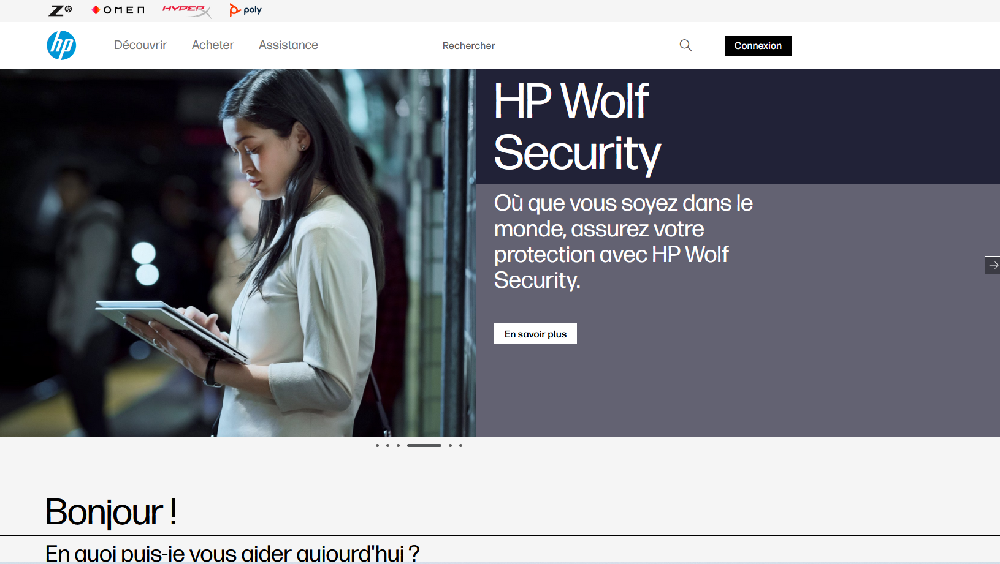 Z hp
OMEN
HYPERX
poly
hp
Découvrir
Acheter
Assistance
Rechercher
Connexion
HP Wolf
Security
Où que vous soyez dans le
monde, assurez votre
protection avec HP Wolf
Security.
En savoir plus
Bonjour !
En quoi puis-je vous aider aujourd'hui ?